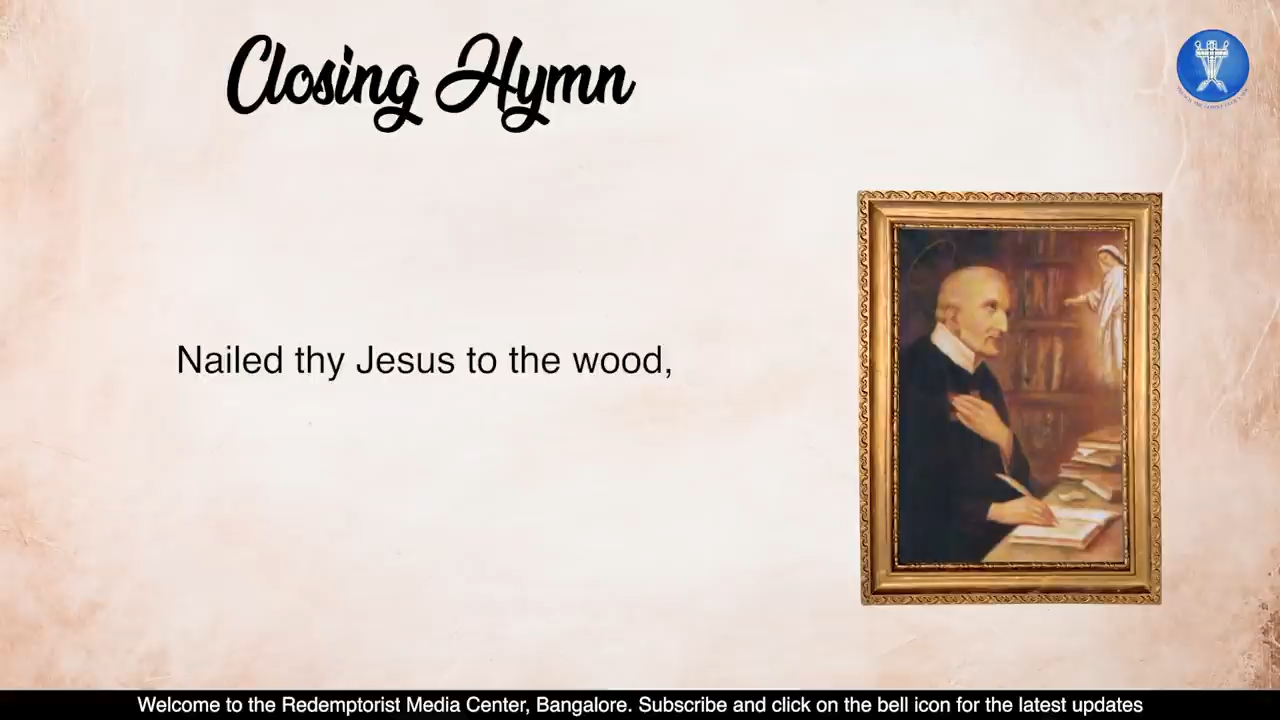 Closing Hymn
Nailed thy Jesus to the wood,
Welcome to the Redemptorist Media Center, Bangalore. Subscribe and click on the bell icon for the latest updates